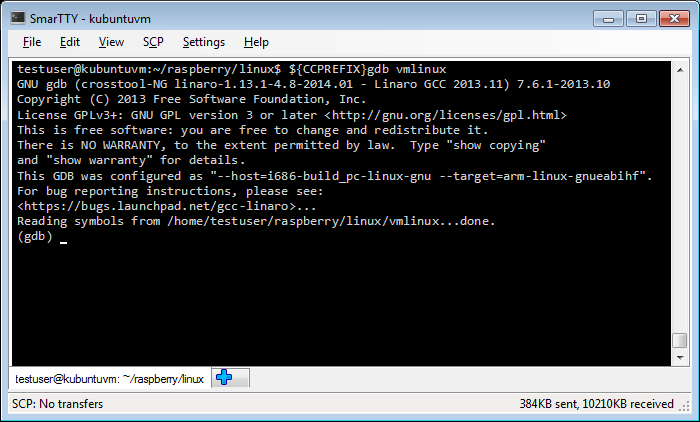 SmarTTY - kubuntuvm
File Edit View SCP Settings Help
testuser@kubuntuvm:~/raspberry/linux$ ${CCPREFIX}gdb vmlinux
GNU gdb (crosstool-NG linaro-1.13.1-4.8-2014.01 - Linaro GCC 2013.11) 7.6.1-2013.10
Copyright (C) 2013 Free Software Foundation, Inc.
License GPLv3+: GNU GPL version 3 or later <http://gnu.org/licenses/gpl.html>
This is free software: you are free to change and redistribute it.
There is NO WARRANTY, to the extent permitted by law.  Type "show copying"
and "show warranty" for details.
This GDB was configured as "--host=i686-build_pc-linux-gnu --target=arm-linux-gnueabihf".
For bug reporting instructions, please see:
<https://bugs.launchpad.net/gcc-linaro>...
Reading symbols from /home/testuser/raspberry/linux/vmlinux...done.
(gdb) _
testuser@kubuntuvm: ~/raspberry/linux
SCP: No transfers 384KB sent, 10210KB received